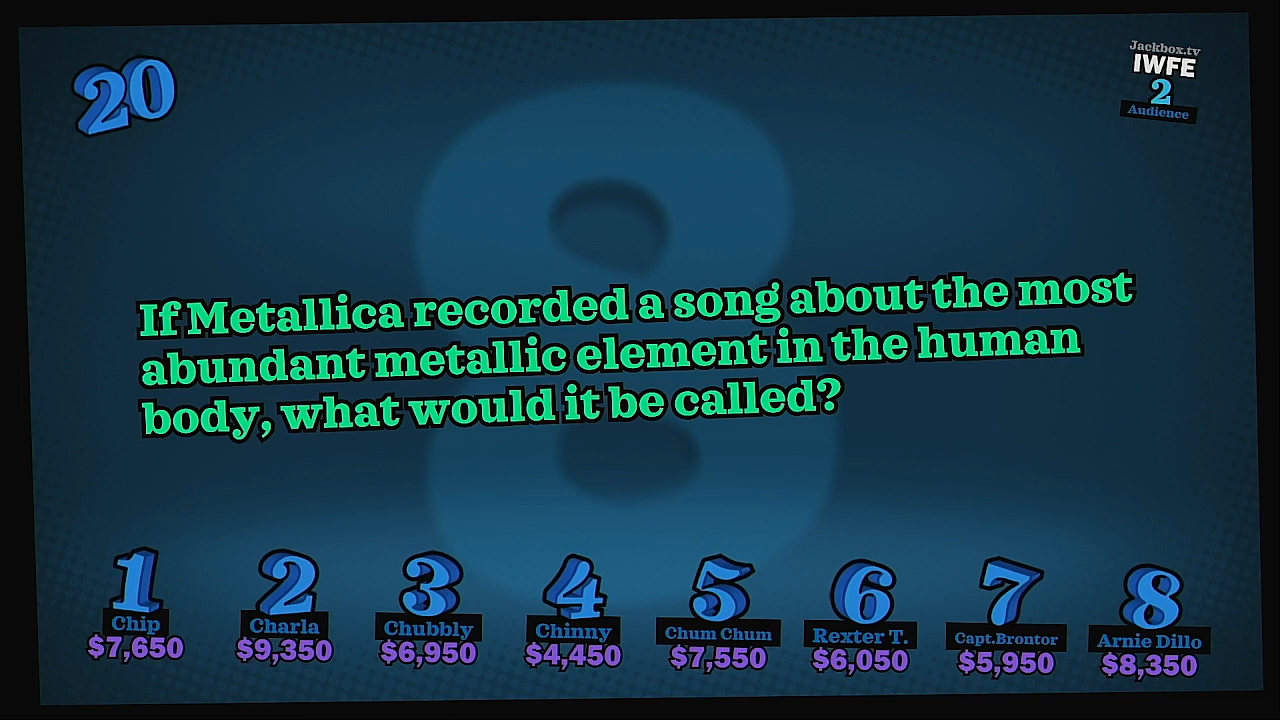 20
Jackbox.tv
IWFE
2
Audience
8
If Metallica recorded a song about the most
abundant metallic element in the human
body, what would it be called?
1 2 3 4 5 6 7 8
Chip Charla Chubbly Chinny Chum Chum Rexter T. Capt.Brontor Arnie Dillo
$7,650 $9,350 $6,950 $4,450 $7,550 $6,050 $5,950 $8,350